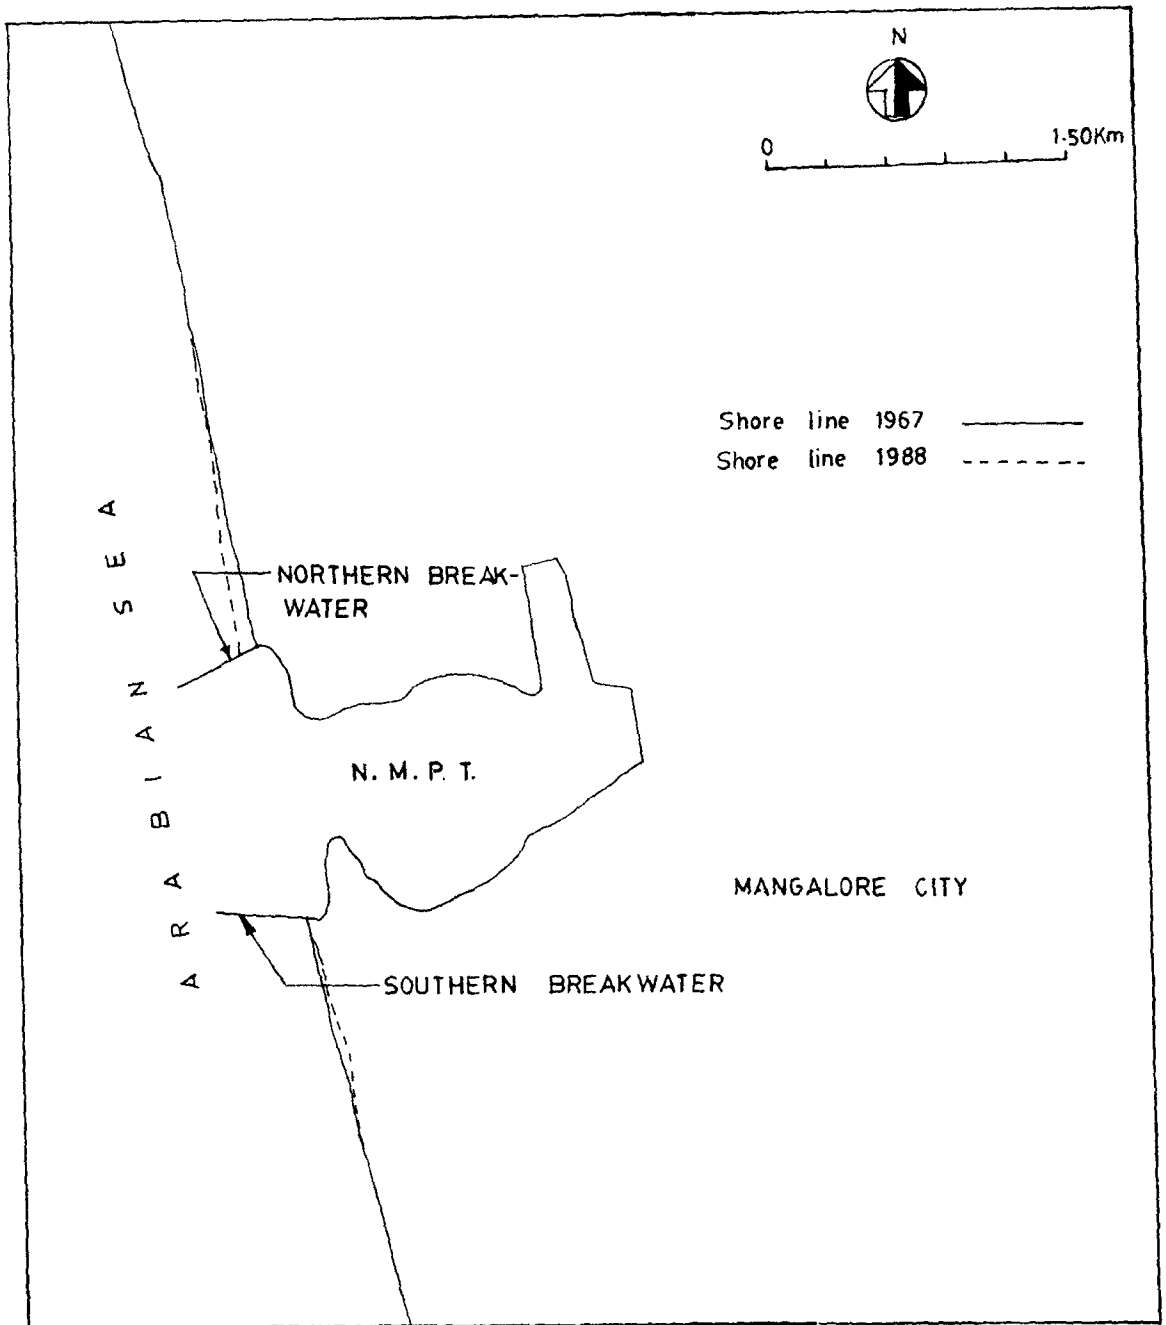 N
0 1·50Km
Shore line 1967
Shore line 1988
ARABIAN SEA
NORTHERN BREAK-
WATER
N. M. P. T.
MANGALORE CITY
SOUTHERN BREAKWATER